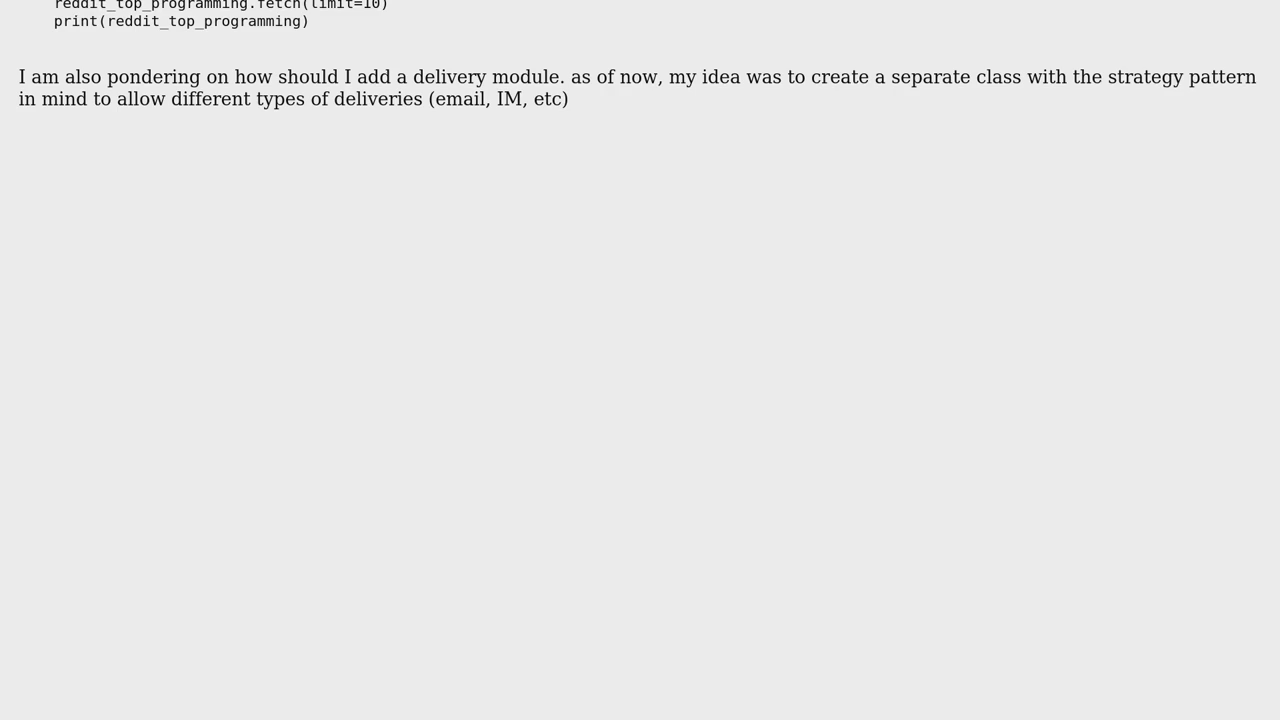 reddit_top_programming.fetch(limit=10)
print(reddit_top_programming)
I am also pondering on how should I add a delivery module. as of now, my idea was to create a separate class with the strategy pattern
in mind to allow different types of deliveries (email, IM, etc)